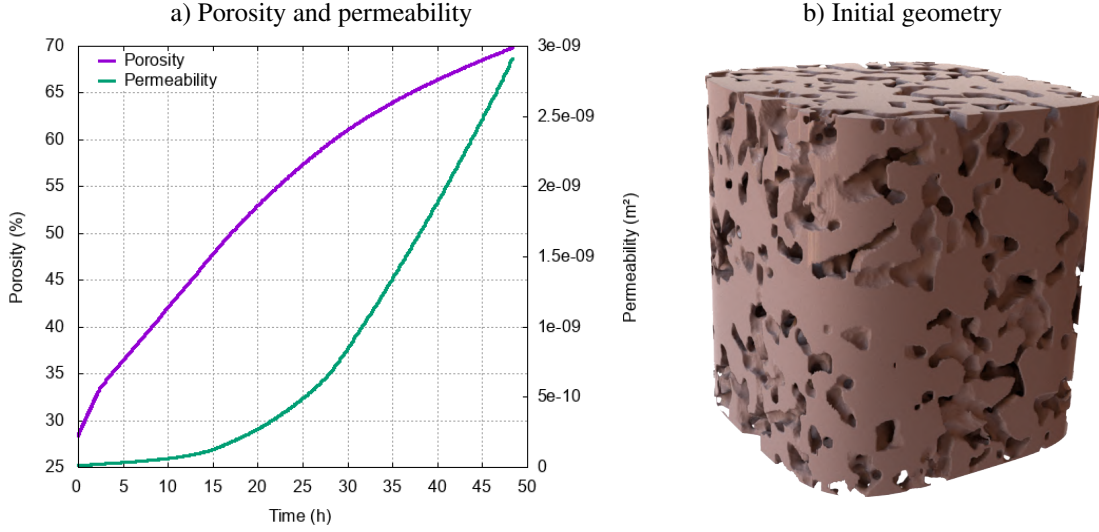 a) Porosity and permeability
b) Initial geometry
Porosity
Permeability
70
65
60
55
50
45
40
35
30
25
Porosity (%)
3e-09
2.5e-09
2e-09
1.5e-09
1e-09
5e-10
0
Permeability (m²)
0
5
10
15
20
25
30
35
40
45
50
Time (h)